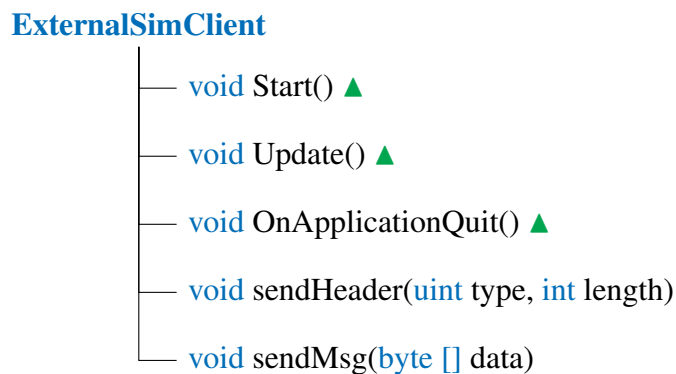 ExternalSimClient
void Start() ▲
void Update() ▲
void OnApplicationQuit() ▲
void sendHeader(uint type, int length)
void sendMsg(byte [] data)